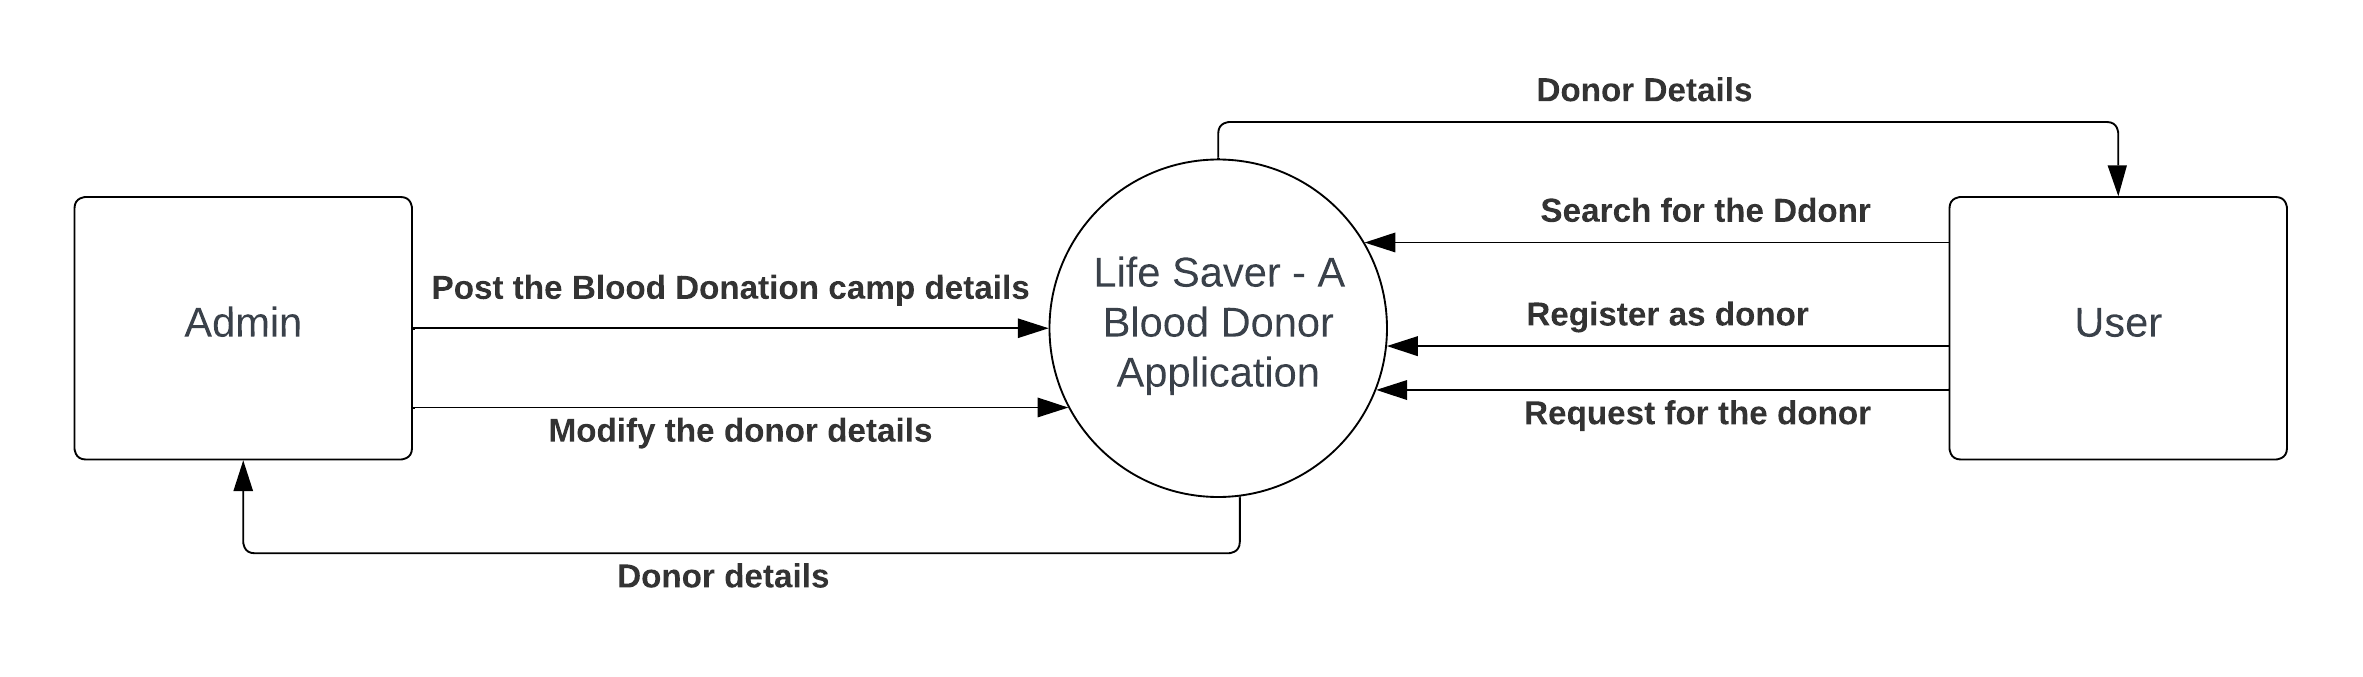 Donor Details
Search for the Ddonr
Post the Blood Donation camp details
Life Saver - A
Blood Donor
Application
Register as donor
Admin
User
Request for the donor
Modify the donor details
Donor details